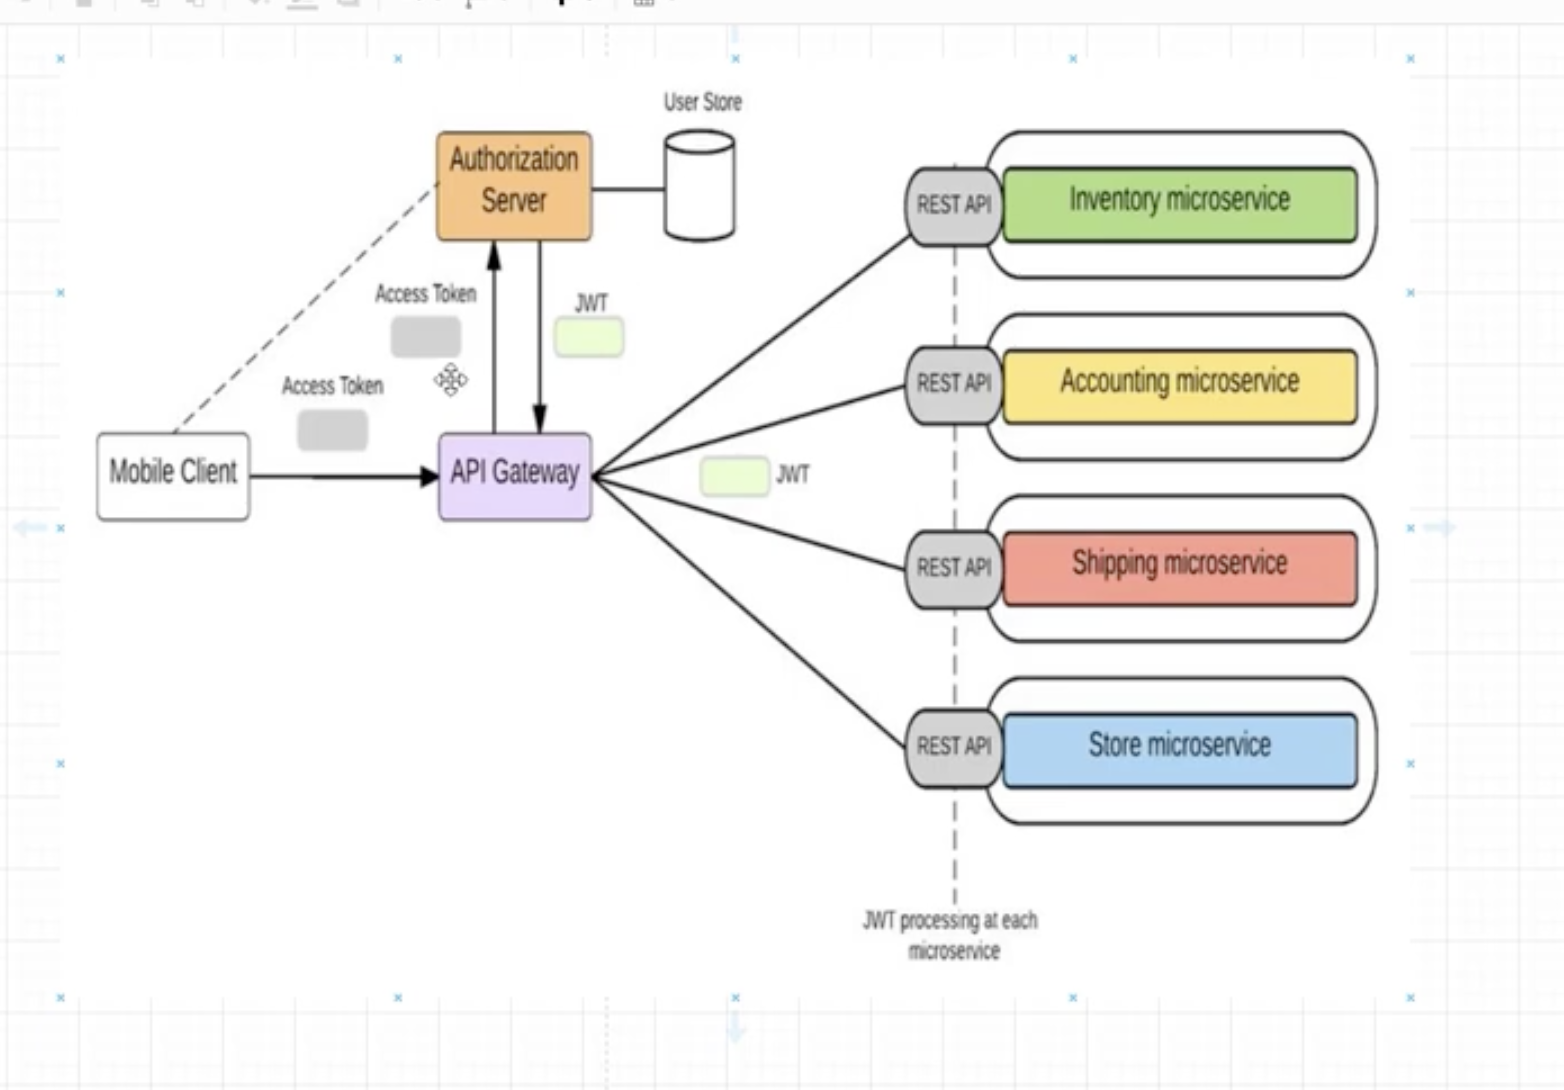 User Store
Authorization
Server
REST API
Inventory microservice
Access Token
JWT
Access Token
REST API
Accounting microservice
Mobile Client
API Gateway
JWT
REST API
Shipping microservice
REST API
Store microservice
JWT processing at each
microservice